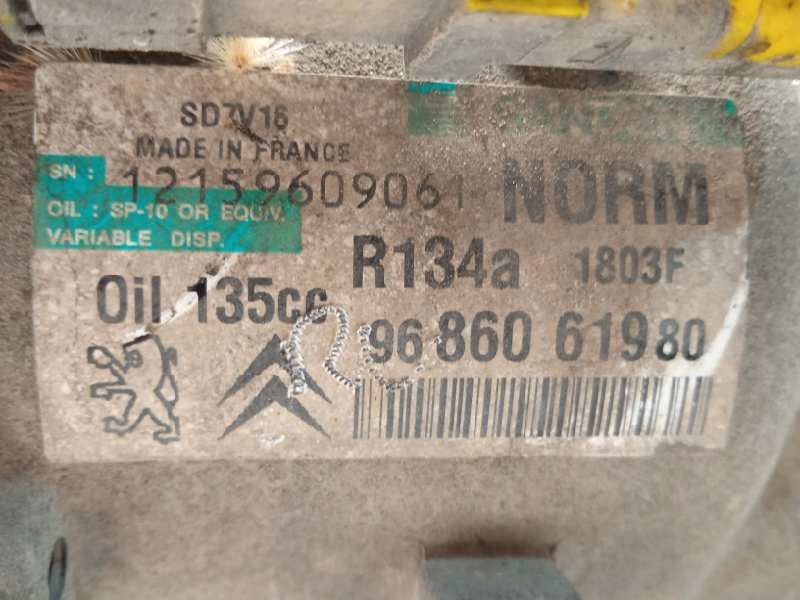 SD7V16
MADE IN FRANCE
SN : 12159609061
NORM
OIL : SP-10 OR EQUIV.
VARIABLE DISP.
R134a 1803F
Oil 135cc
96 860 619 80